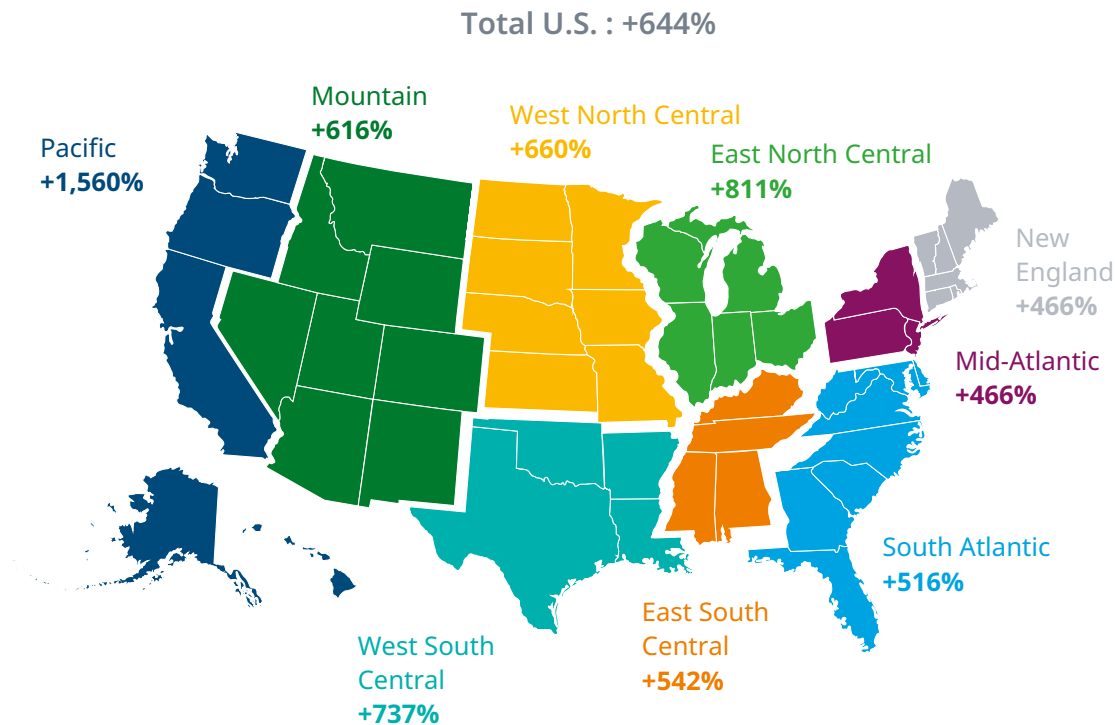 Total U.S. : +644%
Mountain
+616%
West North Central
+660%
Pacific
+1,560%
East North Central
+811%
New
England
+466%
Mid-Atlantic
+466%
South Atlantic
+516%
East South
Central
+542%
West South
Central
+737%